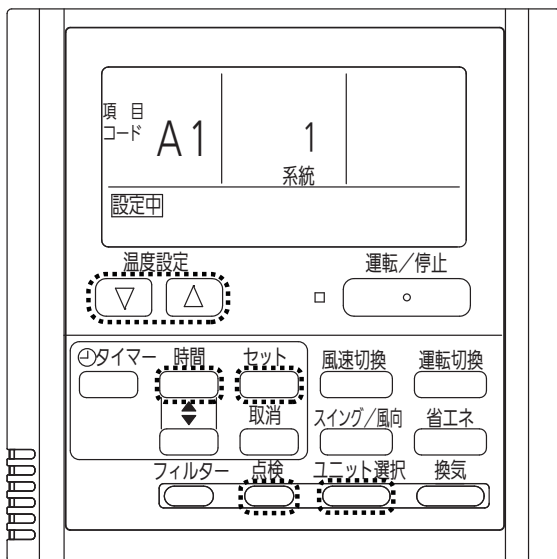 項 目
コード A1 1
系統
設定中
温度設定 運転／停止
▽ △
タイマー 時間 セット 風速切換 運転切換
取消 スイング／風向 省エネ
フィルター 点検 ユニット選択 換気